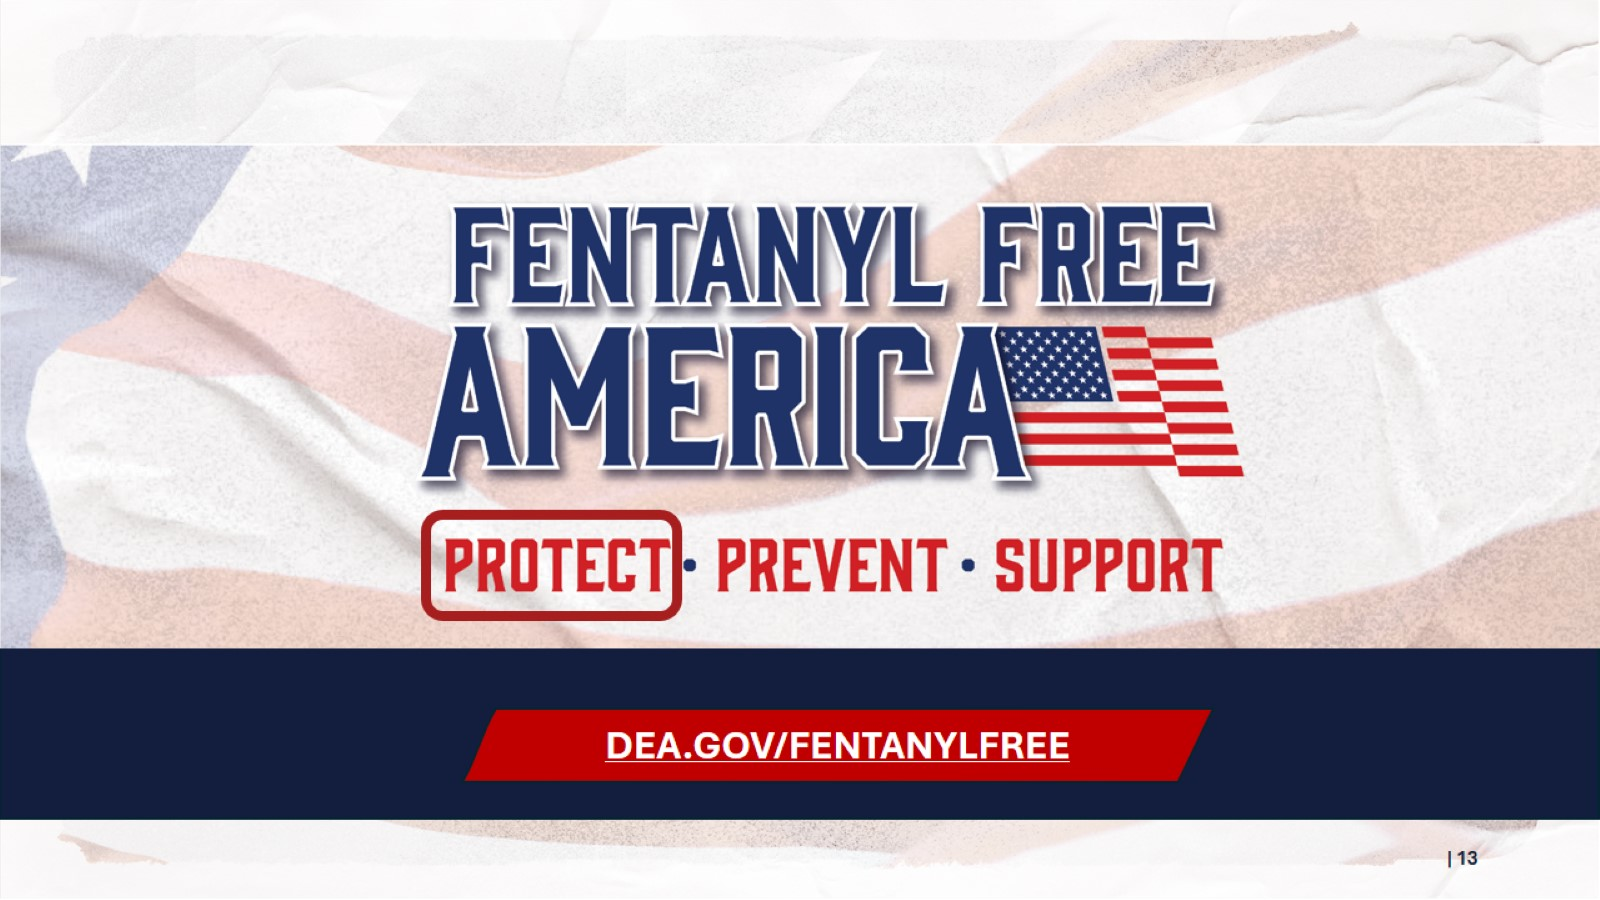 FENTANYL FREE
AMERICA
PROTECT • PREVENT • SUPPORT
DEA.GOV/FENTANYLFREE
| 13